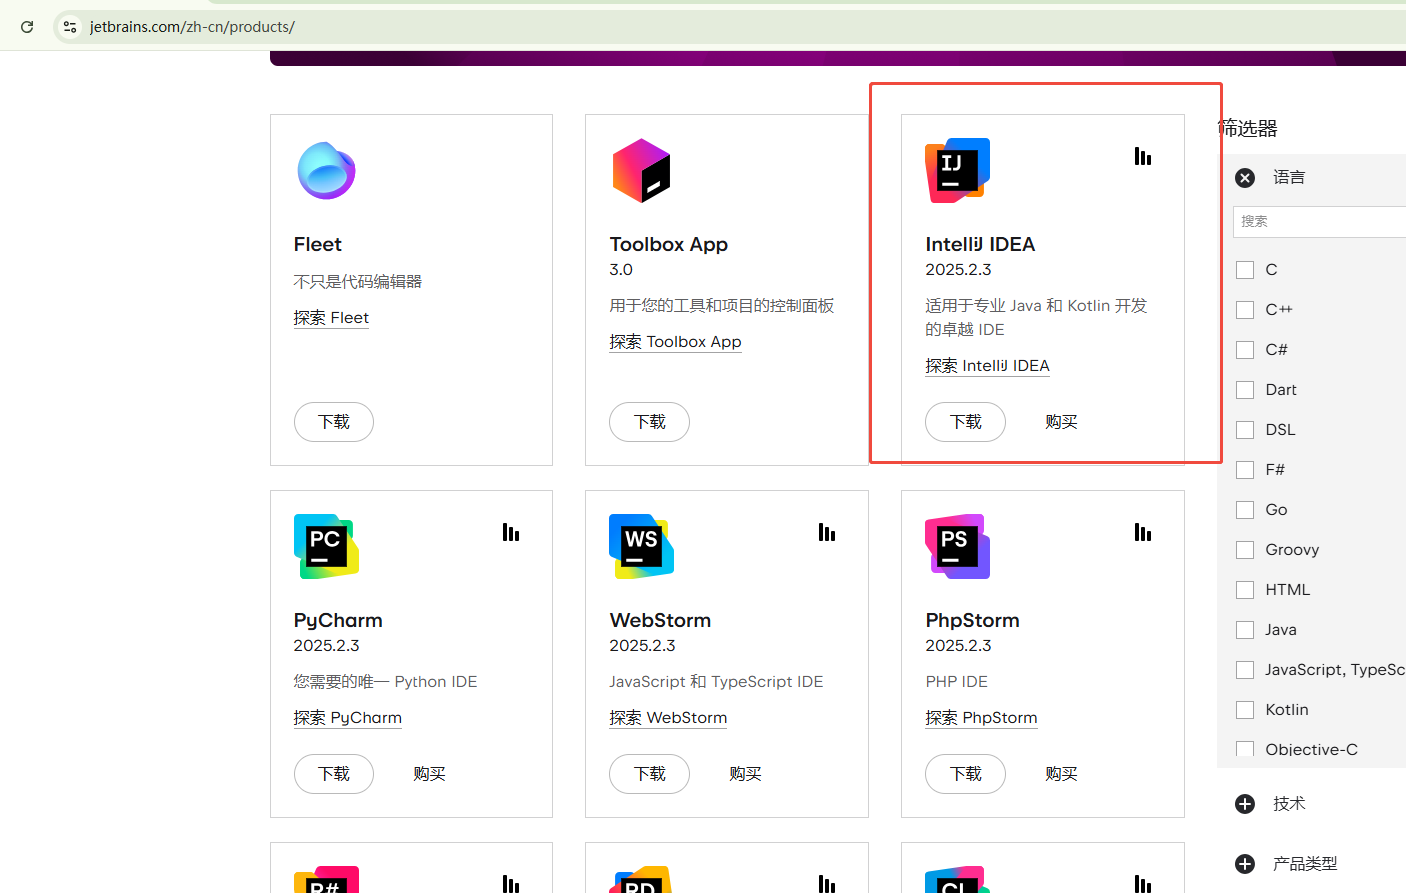 jetbrains.com/zh-cn/products/
Fleet
不只是代码编辑器
探索 Fleet
下载
Toolbox App
3.0
用于您的工具和项目的控制面板
探索 Toolbox App
下载
IJ
IntelliJ IDEA
2025.2.3
适用于专业 Java 和 Kotlin 开发
的卓越 IDE
探索 IntelliJ IDEA
下载
购买
PC
PyCharm
2025.2.3
您需要的唯一 Python IDE
探索 PyCharm
下载
购买
WS
WebStorm
2025.2.3
JavaScript 和 TypeScript IDE
探索 WebStorm
下载
购买
PS
PhpStorm
2025.2.3
PHP IDE
探索 PhpStorm
下载
购买
R#
RD
CL
筛选器
语言
搜索
C
C++
C#
Dart
DSL
F#
Go
Groovy
HTML
Java
JavaScript, TypeSc
Kotlin
Objective-C
技术
产品类型